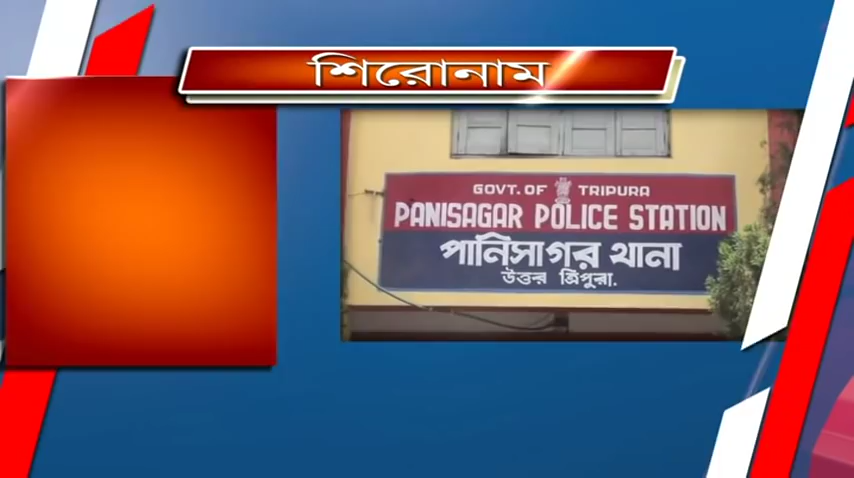 শিরোনাম
GOVT. OF TRIPURA
PANISAGAR POLICE STATION
পানিসাগর থানা
উত্তর ত্রিপুরা.